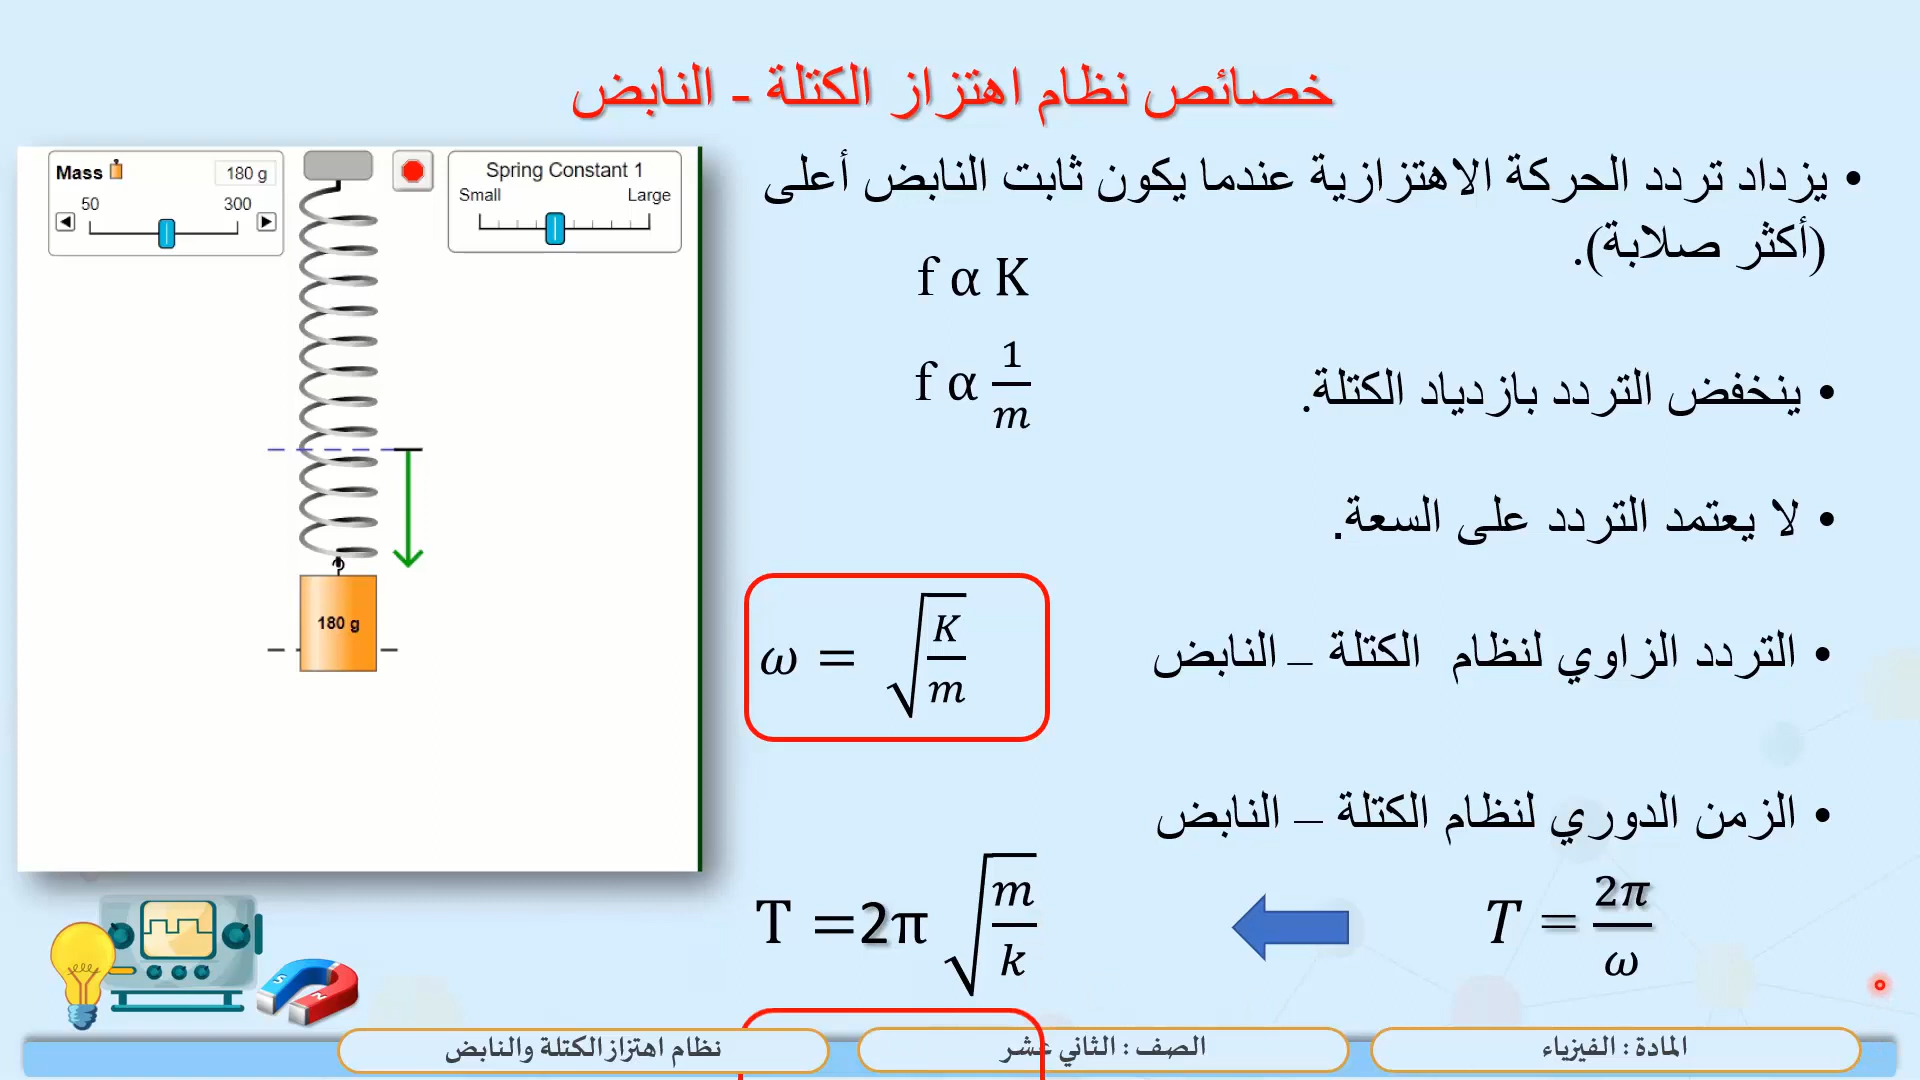 خصائص نظام اهتزاز الكتلة - النابض
Mass
180 g
50
300
Spring Constant 1
Small
Large
180 g
• يزداد تردد الحركة الاهتزازية عندما يكون ثابت النابض أعلى
(أكثر صلابة).
f α K
• ينخفض التردد بازدياد الكتلة.
f α 1/m
• لا يعتمد التردد على السعة.
• التردد الزاوي لنظام الكتلة – النابض
ω = √(K/m)
• الزمن الدوري لنظام الكتلة – النابض
T = 2π/ω
T =2π √(m/k)
S
N
المادة : الفيزياء
الصف : الثاني عشر
نظام اهتزاز الكتلة والنابض